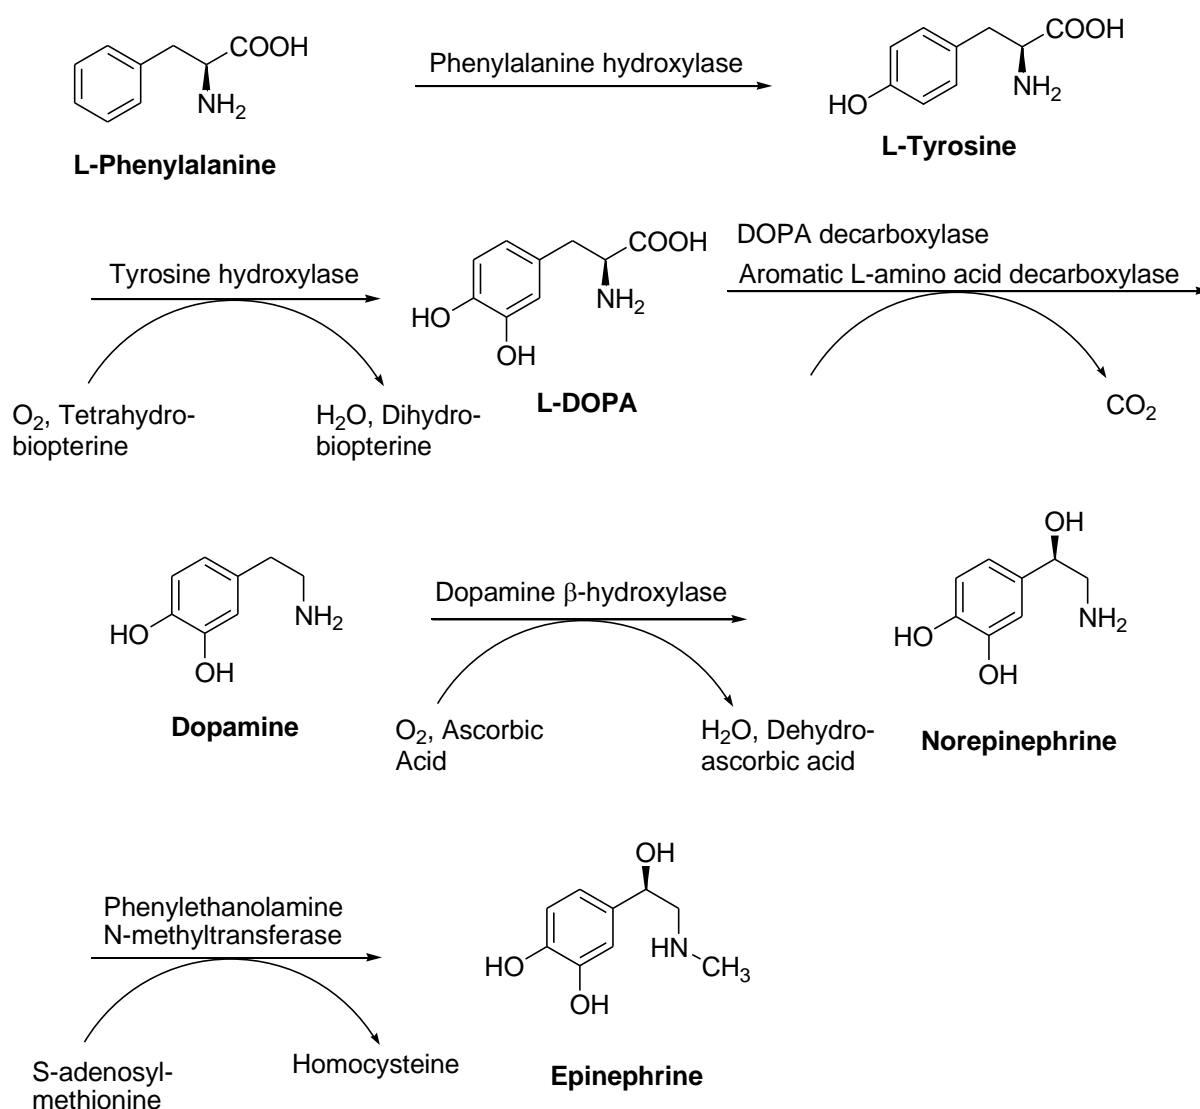 COOH
NH₂
L-Phenylalanine
Phenylalanine hydroxylase
COOH
NH₂
HO
L-Tyrosine
Tyrosine hydroxylase
O₂, Tetrahydro-
biopterine
H₂O, Dihydro-
biopterine
COOH
NH₂
HO
OH
L-DOPA
DOPA decarboxylase
Aromatic L-amino acid decarboxylase
CO₂
NH₂
HO
OH
Dopamine
Dopamine β-hydroxylase
O₂, Ascorbic
Acid
H₂O, Dehydro-
ascorbic acid
OH
NH₂
HO
OH
Norepinephrine
Phenylethanolamine
N-methyltransferase
S-adenosyl-
methionine
Homocysteine
OH
HN
CH₃
HO
OH
Epinephrine